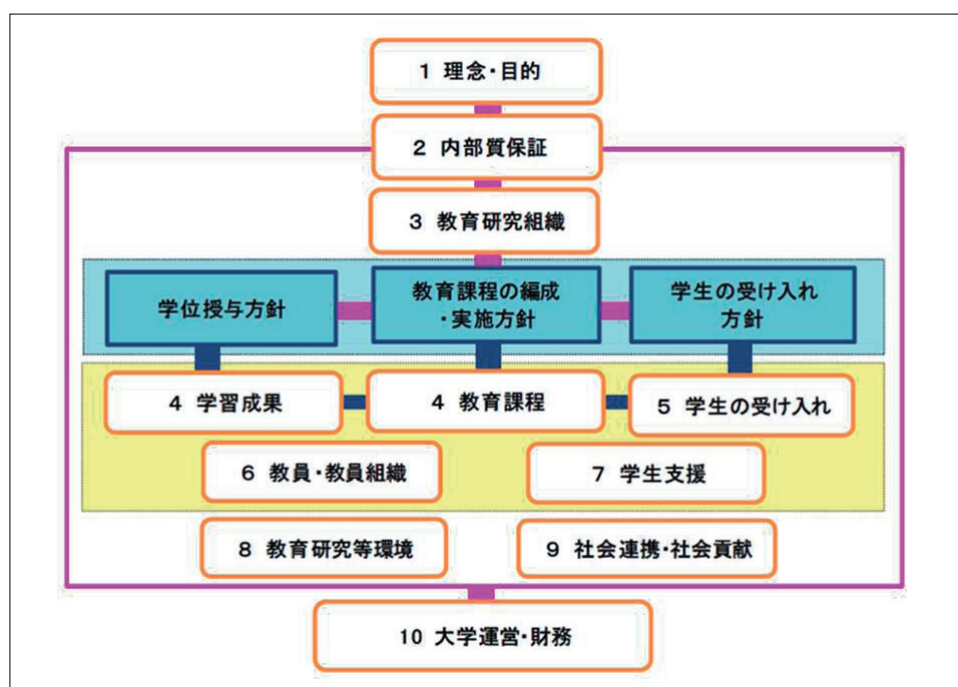 1 理念・目的
2 内部質保証
3 教育研究組織
学位授与方針
教育課程の編成
・実施方針
学生の受け入れ
方針
4 学習成果
4 教育課程
5 学生の受け入れ
6 教員・教員組織
7 学生支援
8 教育研究等環境
9 社会連携・社会貢献
10 大学運営・財務